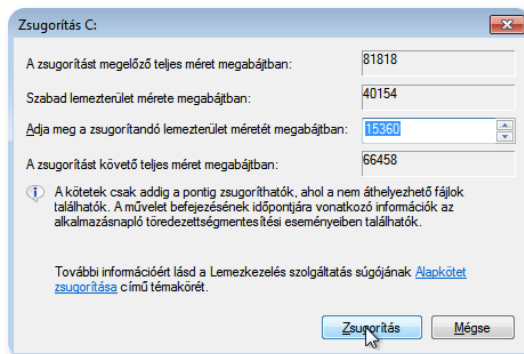 Zsugorítás C:
A zsugorítást megelőző teljes méret megabájtban: 81818
Szabad lemezterület mérete megabájtban: 40154
Adja meg a zsugorítandó lemezterület méretét megabájtban: 15360
A zsugorítást követő teljes méret megabájtban: 66458
A kötetek csak addig a pontig zsugoríthatók, ahol a nem áthelyezhető fájlok
találhatók. A művelet befejezésének időpontjára vonatkozó információk az
alkalmazásnapló töredezettségmentesítési eseményeiben találhatók.
További információért lásd a Lemezkezelés szolgáltatás súgójának Alapkötet
zsugorítása című témakörét.
Zsugorítás Mégse